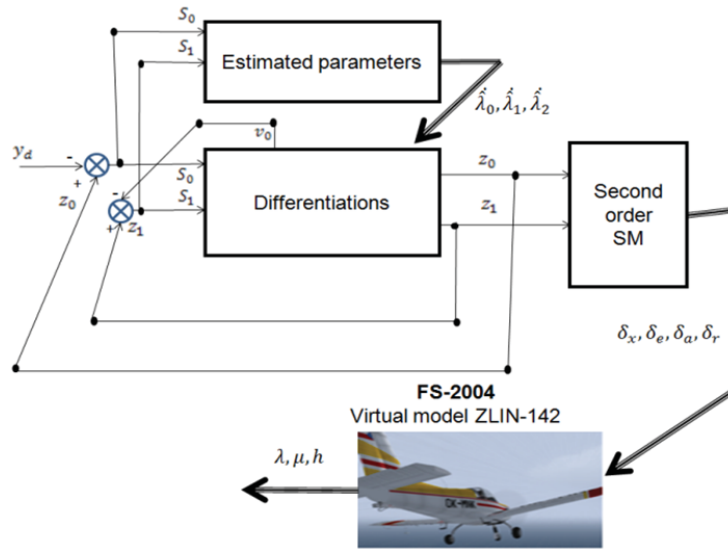 S₀
S₁
Estimated parameters
λ̇̂₀, λ̇̂₁, λ̇̂₂
v₀
y_d
-
+
z₀
S₀
S₁
-
+
z₁
Differentiations
z₀
z₁
Second
order
SM
δₓ, δₑ, δₐ, δᵣ
FS-2004
Virtual model ZLIN-142
λ, μ, h